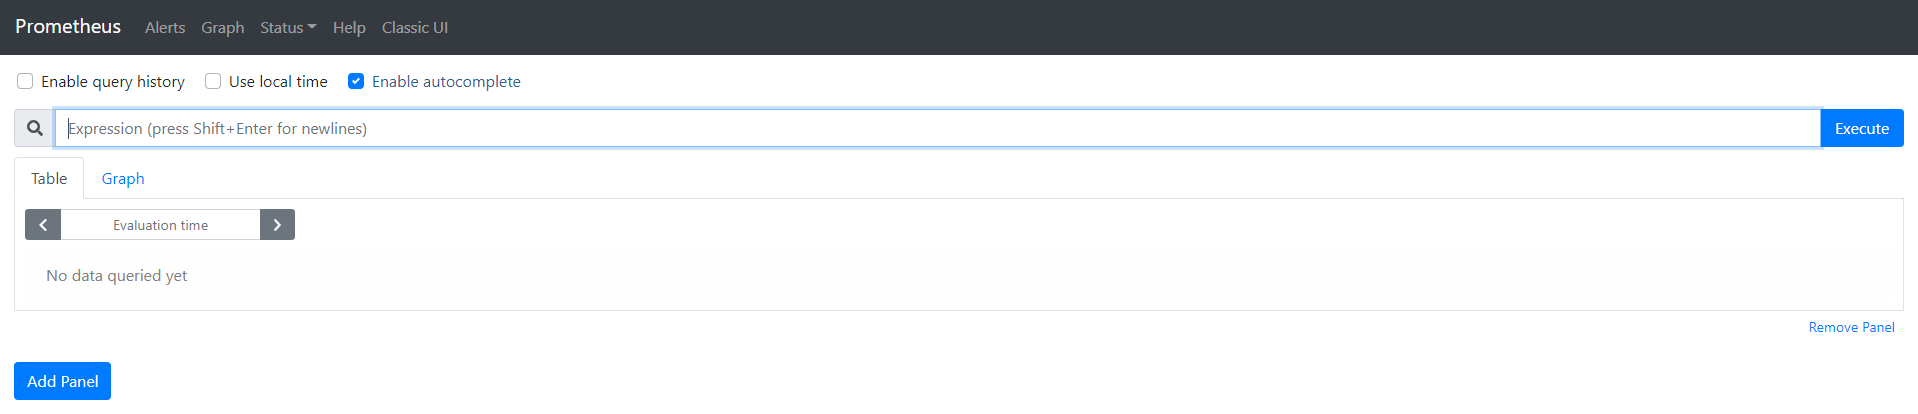 Prometheus Alerts Graph Status Help Classic UI
Enable query history Use local time Enable autocomplete
Expression (press Shift+Enter for newlines) Execute
Table Graph
Evaluation time
No data queried yet
Remove Panel
Add Panel